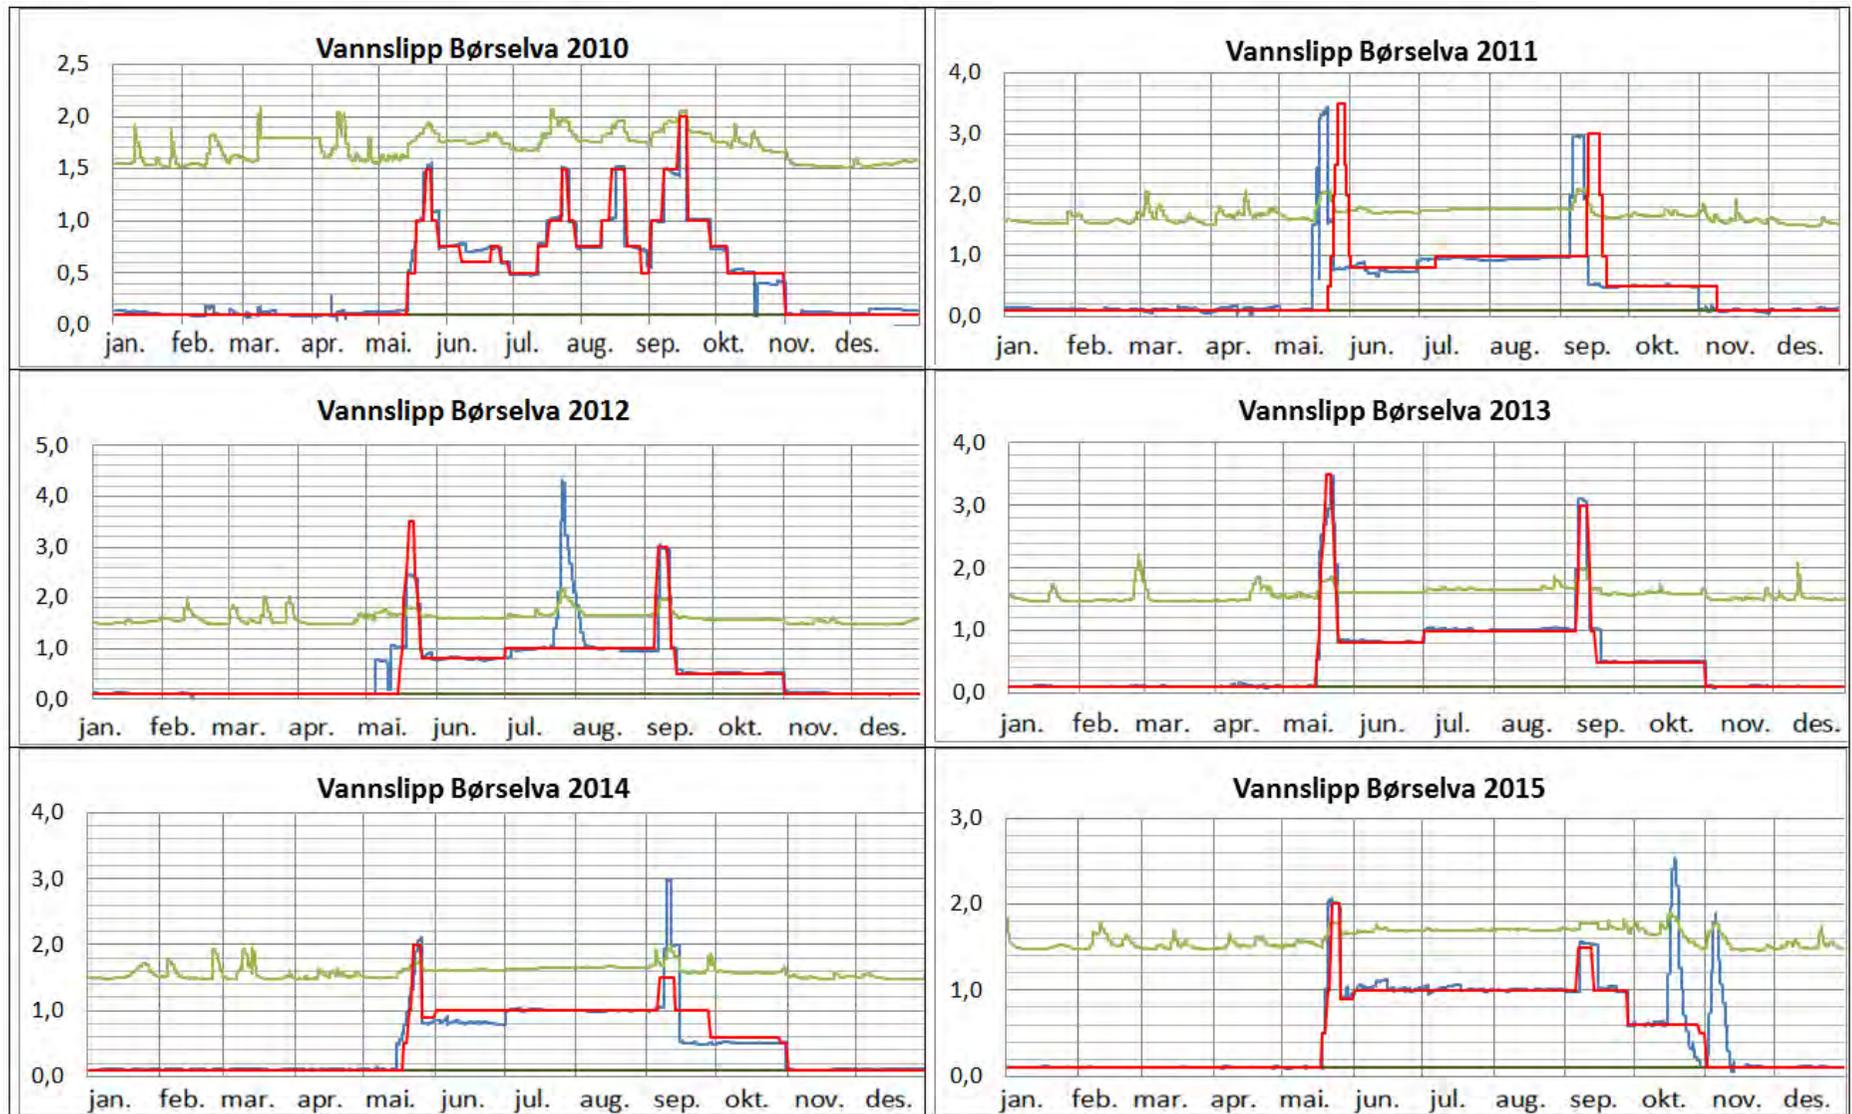 Vannslipp Børselva 2010
2,5
2,0
1,5
1,0
0,5
0,0
jan. feb. mar. apr. mai. jun. jul. aug. sep. okt. nov. des.
Vannslipp Børselva 2011
4,0
3,0
2,0
1,0
0,0
jan. feb. mar. apr. mai. jun. jul. aug. sep. okt. nov. des.
Vannslipp Børselva 2012
5,0
4,0
3,0
2,0
1,0
0,0
jan. feb. mar. apr. mai. jun. jul. aug. sep. okt. nov. des.
Vannslipp Børselva 2013
4,0
3,0
2,0
1,0
0,0
jan. feb. mar. apr. mai. jun. jul. aug. sep. okt. nov. des.
Vannslipp Børselva 2014
4,0
3,0
2,0
1,0
0,0
jan. feb. mar. apr. mai. jun. jul. aug. sep. okt. nov. des.
Vannslipp Børselva 2015
3,0
2,0
1,0
0,0
jan. feb. mar. apr. mai. jun. jul. aug. sep. okt. nov. des.